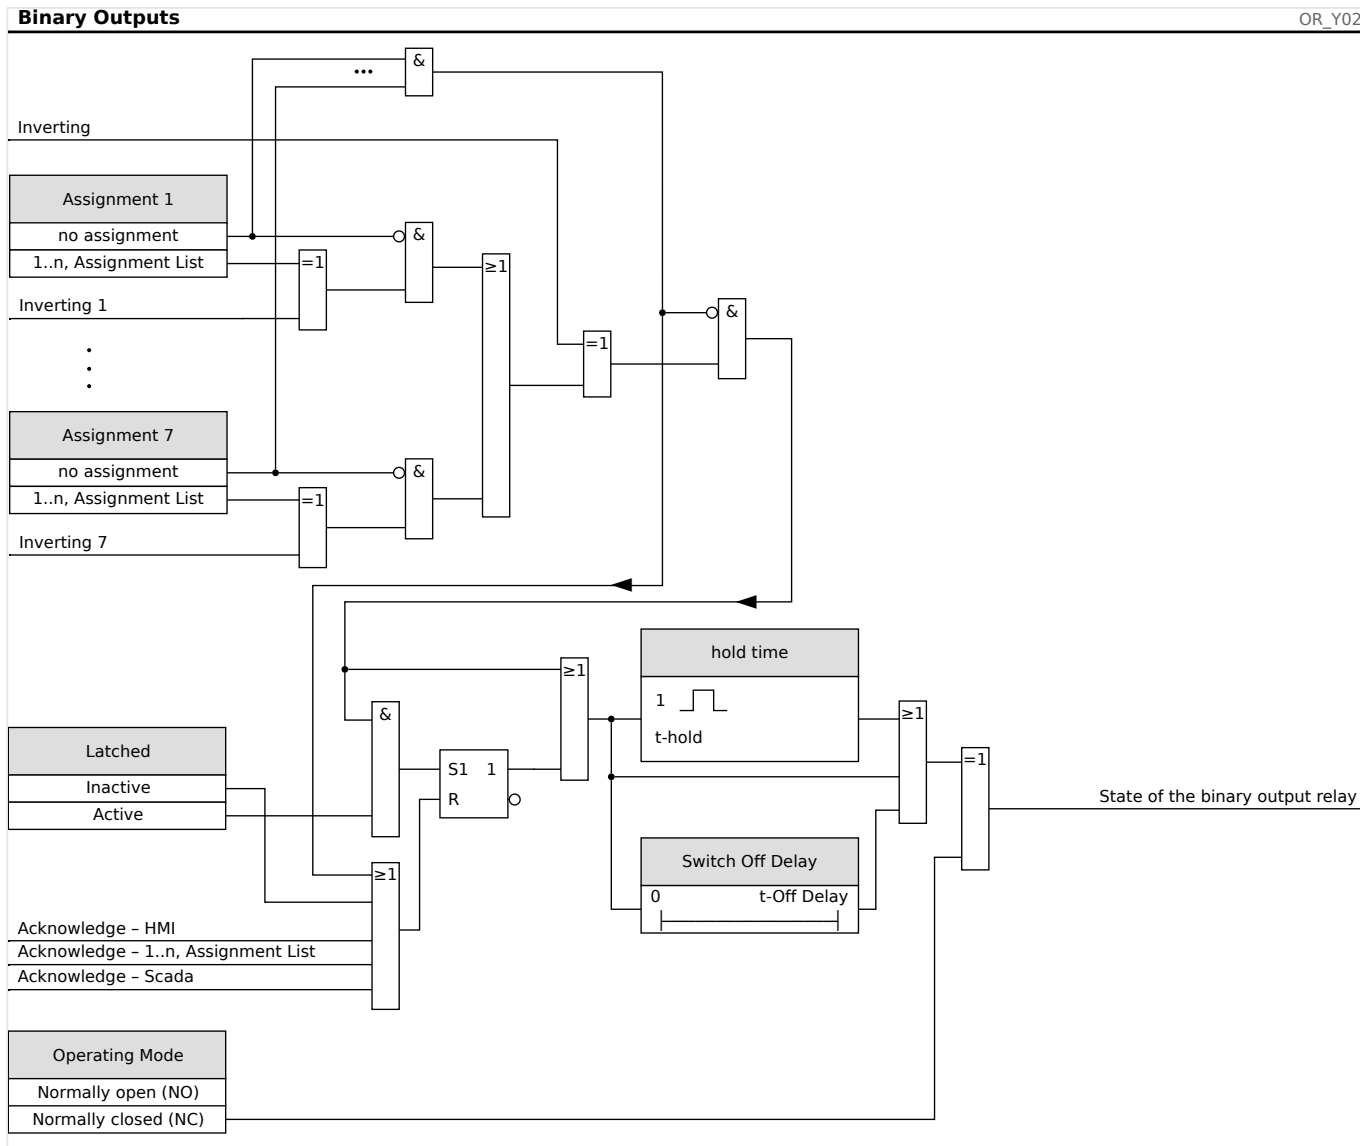 Binary Outputs
OR_Y02
&
•••
Inverting
Assignment 1
no assignment
&
1..n, Assignment List
=1
≥1
Inverting 1
&
=1
Assignment 7
no assignment
&
1..n, Assignment List
=1
Inverting 7
hold time
≥1
1
&
≥1
t-hold
Latched
=1
S1 1
Inactive
R
State of the binary output relay
Active
Switch Off Delay
≥1
0 t-Off Delay
Acknowledge – HMI
Acknowledge – 1..n, Assignment List
Acknowledge – Scada
Operating Mode
Normally open (NO)
Normally closed (NC)